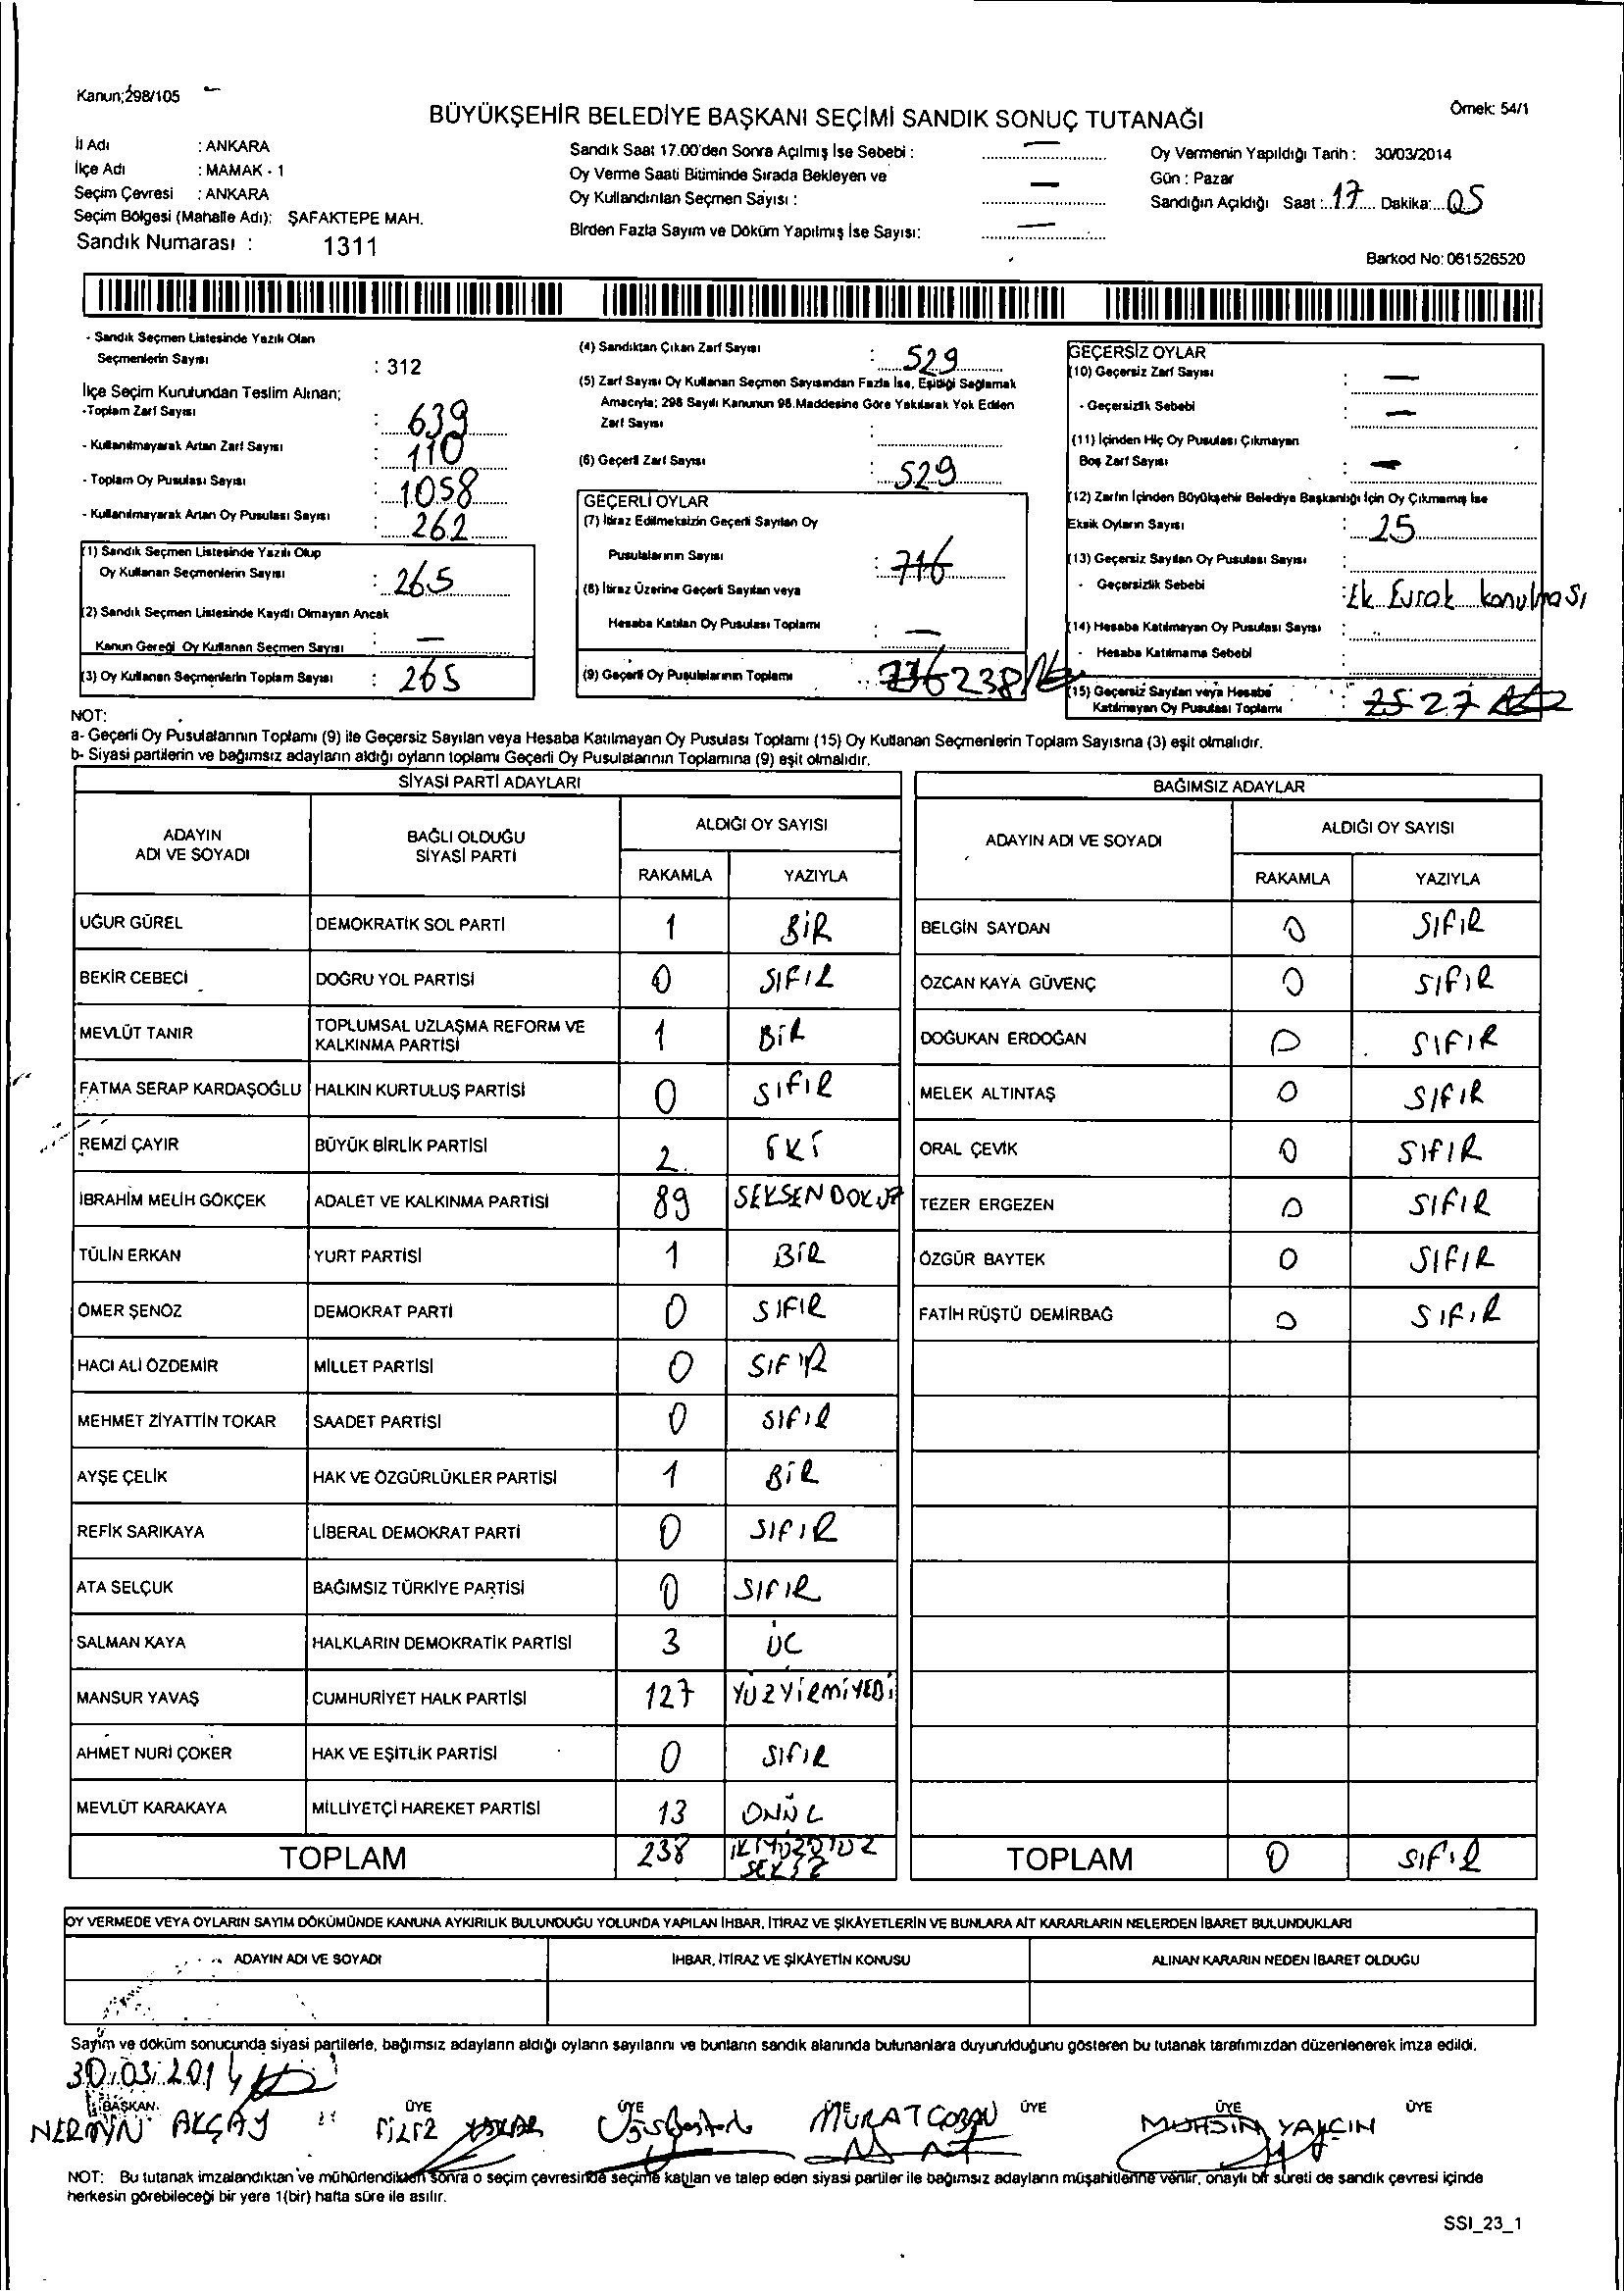 Kanun;298/105
Örnek: 54/1
BÜYÜKŞEHİR BELEDİYE BAŞKANI SEÇİMİ SANDIK SONUÇ TUTANAĞI
İl Adı : ANKARA
İlçe Adı : MAMAK - 1
Seçim Çevresi : ANKARA
Seçim Bölgesi (Mahalle Adı): ŞAFAKTEPE MAH.
Sandık Numarası : 1311
Sandık Saat 17.00'den Sonra Açılmış İse Sebebi : —
Oy Verme Saati Bitiminde Sırada Bekleyen ve
Oy Kullandırılan Seçmen Sayısı : —
Birden Fazla Sayım ve Döküm Yapılmış İse Sayısı: —
Oy Vermenin Yapıldığı Tarih : 30/03/2014
Gün : Pazar
Sandığın Açıldığı Saat : 17 Dakika: 05
Barkod No: 061526520
- Sandık Seçmen Listesinde Yazılı Olan
Seçmenlerin Sayısı : 312
İlçe Seçim Kurulundan Teslim Alınan;
-Toplam Zarf Sayısı : 639
- Kullanılmayarak Artan Zarf Sayısı : 110
- Toplam Oy Pusulası Sayısı : 1058
- Kullanılmayarak Artan Oy Pusulası Sayısı : 262
(1) Sandık Seçmen Listesinde Yazılı Olup
Oy Kullanan Seçmenlerin Sayısı : 265
(2) Sandık Seçmen Listesinde Kayıtlı Olmayan Ancak
Kanun Gereği Oy Kullanan Seçmen Sayısı : —
(3) Oy Kullanan Seçmenlerin Toplam Sayısı : 265
(4) Sandıktan Çıkan Zarf Sayısı : 529
(5) Zarf Sayısı Oy Kullanan Seçmen Sayısından Fazla İse, Eşitliği Sağlamak
Amacıyla; 298 Sayılı Kanunun 98.Maddesine Göre Yakılarak Yok Edilen
Zarf Sayısı :
(6) Geçerli Zarf Sayısı : 529
GEÇERLİ OYLAR
(7) İtiraz Edilmeksizin Geçerli Sayılan Oy
Pusulalarının Sayısı : 716
(8) İtiraz Üzerine Geçerli Sayılan veya
Hesaba Katılan Oy Pusulası Toplamı : —
(9) Geçerli Oy Pusulalarının Toplamı : 238
GEÇERSİZ OYLAR
(10) Geçersiz Zarf Sayısı : —
- Geçersizlik Sebebi : —
(11) İçinden Hiç Oy Pusulası Çıkmayan
Boş Zarf Sayısı : —
(12) Zarfın İçinden Büyükşehir Belediye Başkanlığı İçin Oy Çıkmamış İse
Eksik Oyların Sayısı : 25
(13) Geçersiz Sayılan Oy Pusulası Sayısı :
- Geçersizlik Sebebi : Ek Evrak konulması
(14) Hesaba Katılmayan Oy Pusulası Sayısı :
- Hesaba Katılmama Sebebi :
(15) Geçersiz Sayılan veya Hesaba
Katılmayan Oy Pusulası Toplamı : 25 27
NOT:
a- Geçerli Oy Pusulalarının Toplamı (9) ile Geçersiz Sayılan veya Hesaba Katılmayan Oy Pusulası Toplamı (15) Oy Kullanan Seçmenlerin Toplam Sayısına (3) eşit olmalıdır.
b- Siyasi partilerin ve bağımsız adayların aldığı oyların toplamı Geçerli Oy Pusulalarının Toplamına (9) eşit olmalıdır.
SİYASİ PARTİ ADAYLARI
ADAYIN ADI VE SOYADI BAĞLI OLDUĞU SİYASİ PARTİ ALDIĞI OY SAYISI
RAKAMLA YAZIYLA
UĞUR GÜREL DEMOKRATİK SOL PARTİ 1 BİR
BEKİR CEBECİ DOĞRU YOL PARTİSİ 0 SIFIR
MEVLÜT TANIR TOPLUMSAL UZLAŞMA REFORM VE KALKINMA PARTİSİ 1 BİR
FATMA SERAP KARDAŞOĞLU HALKIN KURTULUŞ PARTİSİ 0 SIFIR
REMZİ ÇAYIR BÜYÜK BİRLİK PARTİSİ 2 İKİ
İBRAHİM MELİH GÖKÇEK ADALET VE KALKINMA PARTİSİ 89 SEKSENDOKUZ
TÜLİN ERKAN YURT PARTİSİ 1 BİR
ÖMER ŞENÖZ DEMOKRAT PARTİ 0 SIFIR
HACI ALİ ÖZDEMİR MİLLET PARTİSİ 0 SIFIR
MEHMET ZİYATTİN TOKAR SAADET PARTİSİ 0 SIFIR
AYŞE ÇELİK HAK VE ÖZGÜRLÜKLER PARTİSİ 1 BİR
REFİK SARIKAYA LİBERAL DEMOKRAT PARTİ 0 SIFIR
ATA SELÇUK BAĞIMSIZ TÜRKİYE PARTİSİ 0 SIFIR
SALMAN KAYA HALKLARIN DEMOKRATİK PARTİSİ 3 ÜÇ
MANSUR YAVAŞ CUMHURİYET HALK PARTİSİ 127 YÜZYİRMİYEDİ
AHMET NURİ ÇÖKER HAK VE EŞİTLİK PARTİSİ 0 SIFIR
MEVLÜT KARAKAYA MİLLİYETÇİ HAREKET PARTİSİ 13 ONÜÇ
TOPLAM 238 İKİYÜZOTUZ SEKİZ
BAĞIMSIZ ADAYLAR
ADAYIN ADI VE SOYADI ALDIĞI OY SAYISI
RAKAMLA YAZIYLA
BELGİN SAYDAN 0 SIFIR
ÖZCAN KAYA GÜVENÇ 0 SIFIR
DOĞUKAN ERDOĞAN 0 SIFIR
MELEK ALTINTAŞ 0 SIFIR
ORAL ÇEVİK 0 SIFIR
TEZER ERGEZEN 0 SIFIR
ÖZGÜR BAYTEK 0 SIFIR
FATİH RÜŞTÜ DEMİRBAĞ 0 SIFIR
TOPLAM 0 SIFIR
OY VERMEDE VEYA OYLARIN SAYIM DÖKÜMÜNDE KANUNA AYKIRILIK BULUNDUĞU YOLUNDA YAPILAN İHBAR, İTİRAZ VE ŞİKÂYETLERİN VE BUNLARA AİT KARARLARIN NELERDEN İBARET BULUNDUKLARI
ADAYIN ADI VE SOYADI İHBAR, İTİRAZ VE ŞİKÂYETİN KONUSU ALINAN KARARIN NEDEN İBARET OLDUĞU
Sayım ve döküm sonucunda siyasi partilerle, bağımsız adayların aldığı oyların sayılarını ve bunların sandık alanında bulunanlara duyurulduğunu gösteren bu tutanak tarafımızdan düzenlenerek imza edildi.
30.03.2014
BAŞKAN ÜYE ÜYE ÜYE ÜYE ÜYE ÜYE
NERMİN AKÇAY FİLİZ MURAT ÇOBAN MUHSİN YALÇIN
NOT: Bu tutanak imzalandıktan ve mühürlendikten sonra o seçim çevresinde seçime katılan ve talep eden siyasi partiler ile bağımsız adayların müşahitlerine verilir, onaylı bir sureti de sandık çevresi içinde
herkesin görebileceği bir yere 1(bir) hafta süre ile asılır.
SSI_23_1